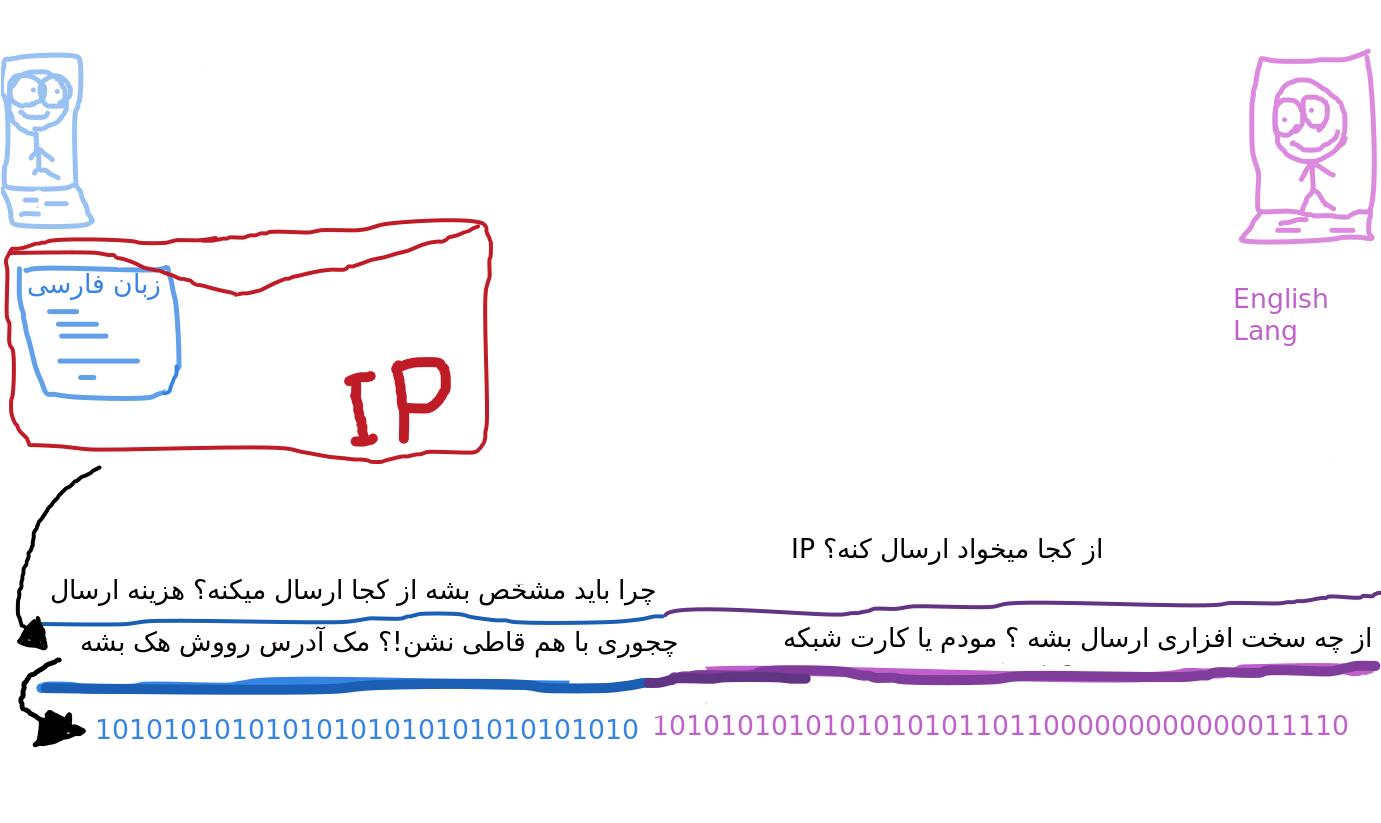 زبان فارسی
English
Lang
IP
از کجا میخواد ارسال کنه؟ IP
چرا باید مشخص بشه از کجا ارسال میکنه؟ هزینه ارسال
از چه سخت افزاری ارسال بشه ؟ مودم یا کارت شبکه
چجوری با هم قاطی نشن!؟ مک آدرس رووش هک بشه
10101010101010101010101010101010
10101010101010101011011000000000000011110